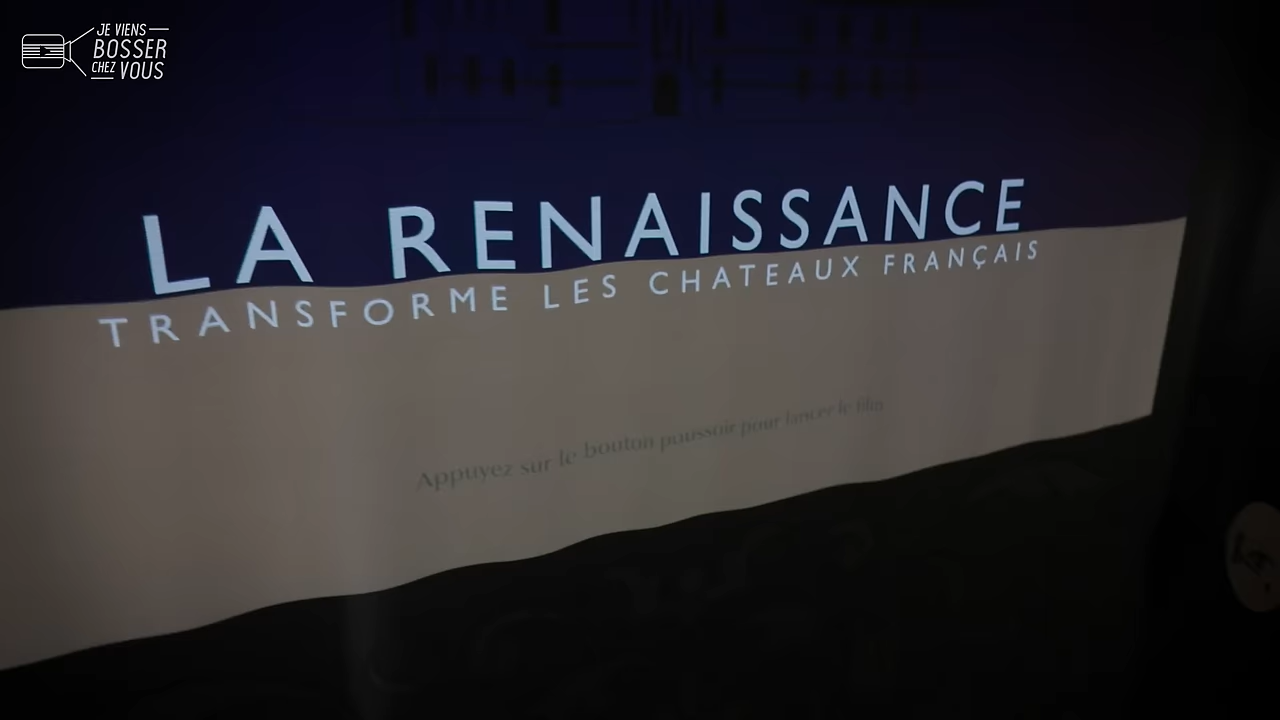 JE VIENS
BOSSER
CHEZ VOUS
LA RENAISSANCE
TRANSFORME LES CHATEAUX FRANÇAIS
Appuyez sur le bouton poussoir pour lancer le film